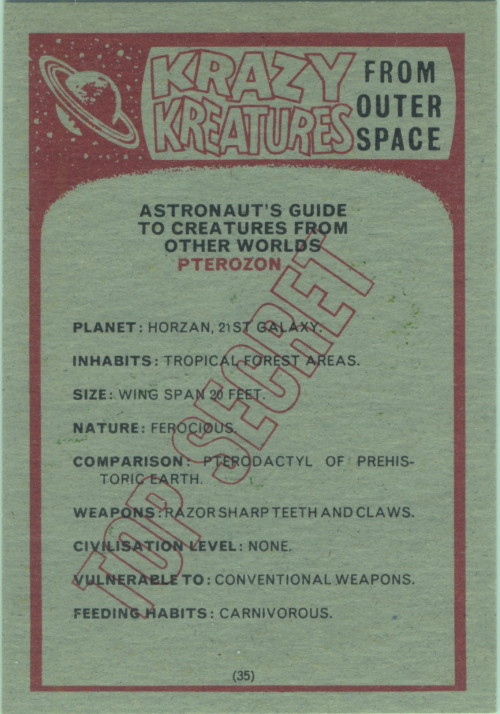 KRAZY
KREATURES
FROM
OUTER
SPACE
ASTRONAUT'S GUIDE
TO CREATURES FROM
OTHER WORLDS
PTEROZON
PLANET: HORZAN, 21ST GALAXY.
INHABITS: TROPICAL FOREST AREAS.
SIZE: WING SPAN 20 FEET.
NATURE: FEROCIOUS.
COMPARISON: PTERODACTYL OF PREHIS-
TORIC EARTH.
WEAPONS: RAZOR SHARP TEETH AND CLAWS.
CIVILISATION LEVEL: NONE.
VULNERABLE TO: CONVENTIONAL WEAPONS.
FEEDING HABITS: CARNIVOROUS.
TOP SECRET
(35)